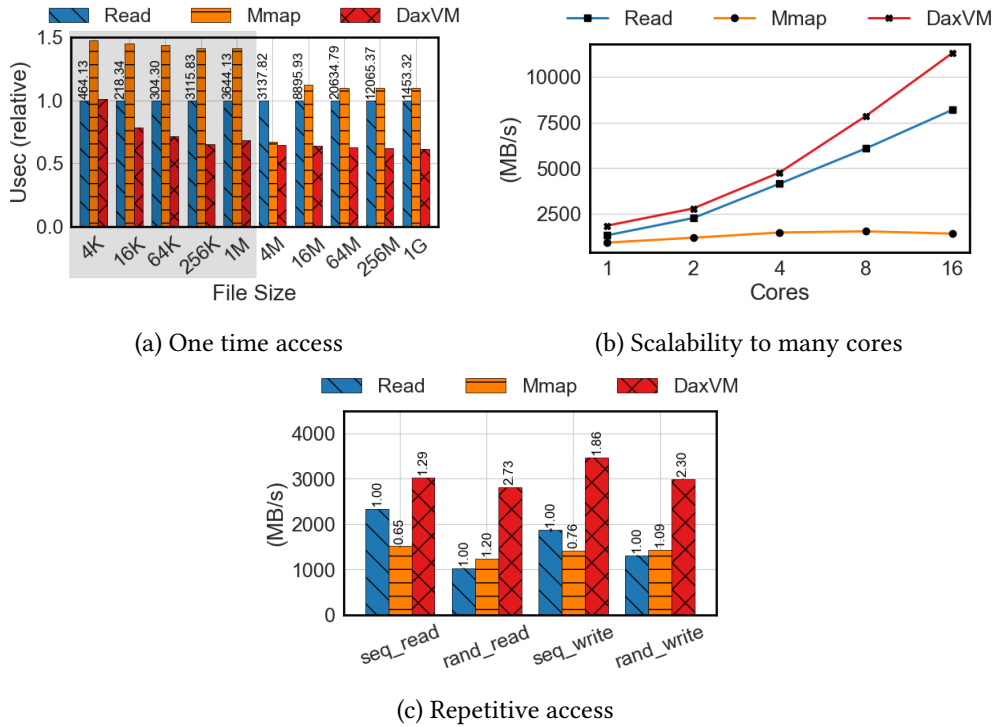 Read Mmap DaxVM
Usec (relative)
1.5
1.0
0.5
0.0
464.13
218.34
304.30
3115.83
3644.13
3137.82
8895.93
20634.79
12065.37
1453.32
4K 16K 64K 256K 1M 4M 16M 64M 256M 1G
File Size
(a) One time access
Read Mmap DaxVM
(MB/s)
10000
7500
5000
2500
1 2 4 8 16
Cores
(b) Scalability to many cores
Read Mmap DaxVM
(MB/s)
4000
3000
2000
1000
0
1.00 0.65 1.29
1.00 1.20 2.73
1.00 0.76 1.86
1.00 1.09 2.30
seq_read rand_read seq_write rand_write
(c) Repetitive access